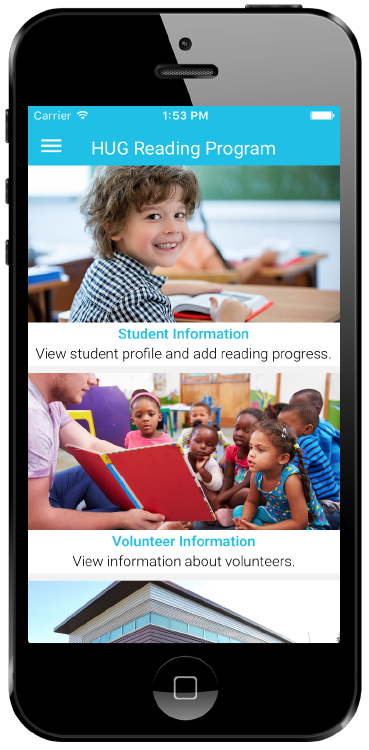 Carrier 1:53 PM
HUG Reading Program
Student Information
View student profile and add reading progress.
Volunteer Information
View information about volunteers.